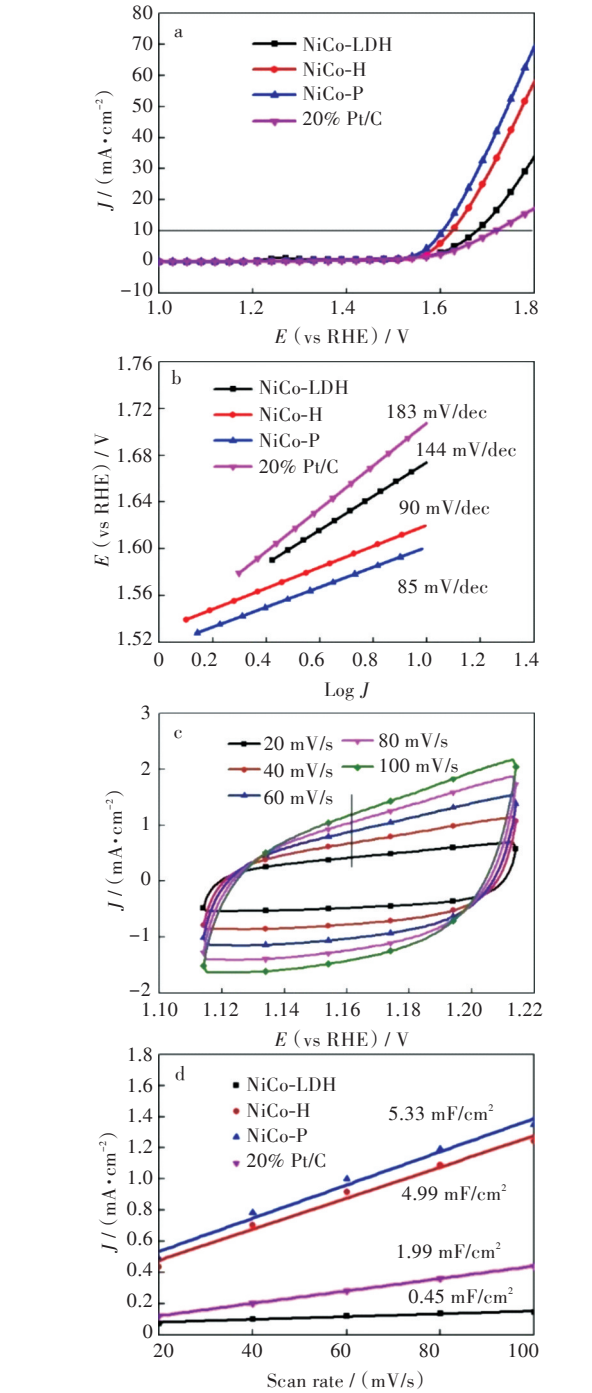 a
NiCo-LDH
NiCo-H
NiCo-P
20% Pt/C
80
70
60
50
40
30
20
10
0
−10
J / (mA•cm⁻²)
1.0 1.2 1.4 1.6 1.8
E (vs RHE) / V
b
NiCo-LDH
NiCo-H
NiCo-P
20% Pt/C
183 mV/dec
144 mV/dec
90 mV/dec
85 mV/dec
1.76
1.72
1.68
1.64
1.60
1.56
1.52
E (vs RHE) / V
0 0.2 0.4 0.6 0.8 1.0 1.2 1.4
Log J
c
20 mV/s 80 mV/s
40 mV/s 100 mV/s
60 mV/s
3
2
1
0
−1
−2
J / (mA•cm⁻²)
1.10 1.12 1.14 1.16 1.18 1.20 1.22
E (vs RHE) / V
d
NiCo-LDH
NiCo-H
NiCo-P
20% Pt/C
5.33 mF/cm²
4.99 mF/cm²
1.99 mF/cm²
0.45 mF/cm²
1.8
1.6
1.4
1.2
1.0
0.8
0.6
0.4
0.2
0
J / (mA•cm⁻²)
20 40 60 80 100
Scan rate / (mV/s)